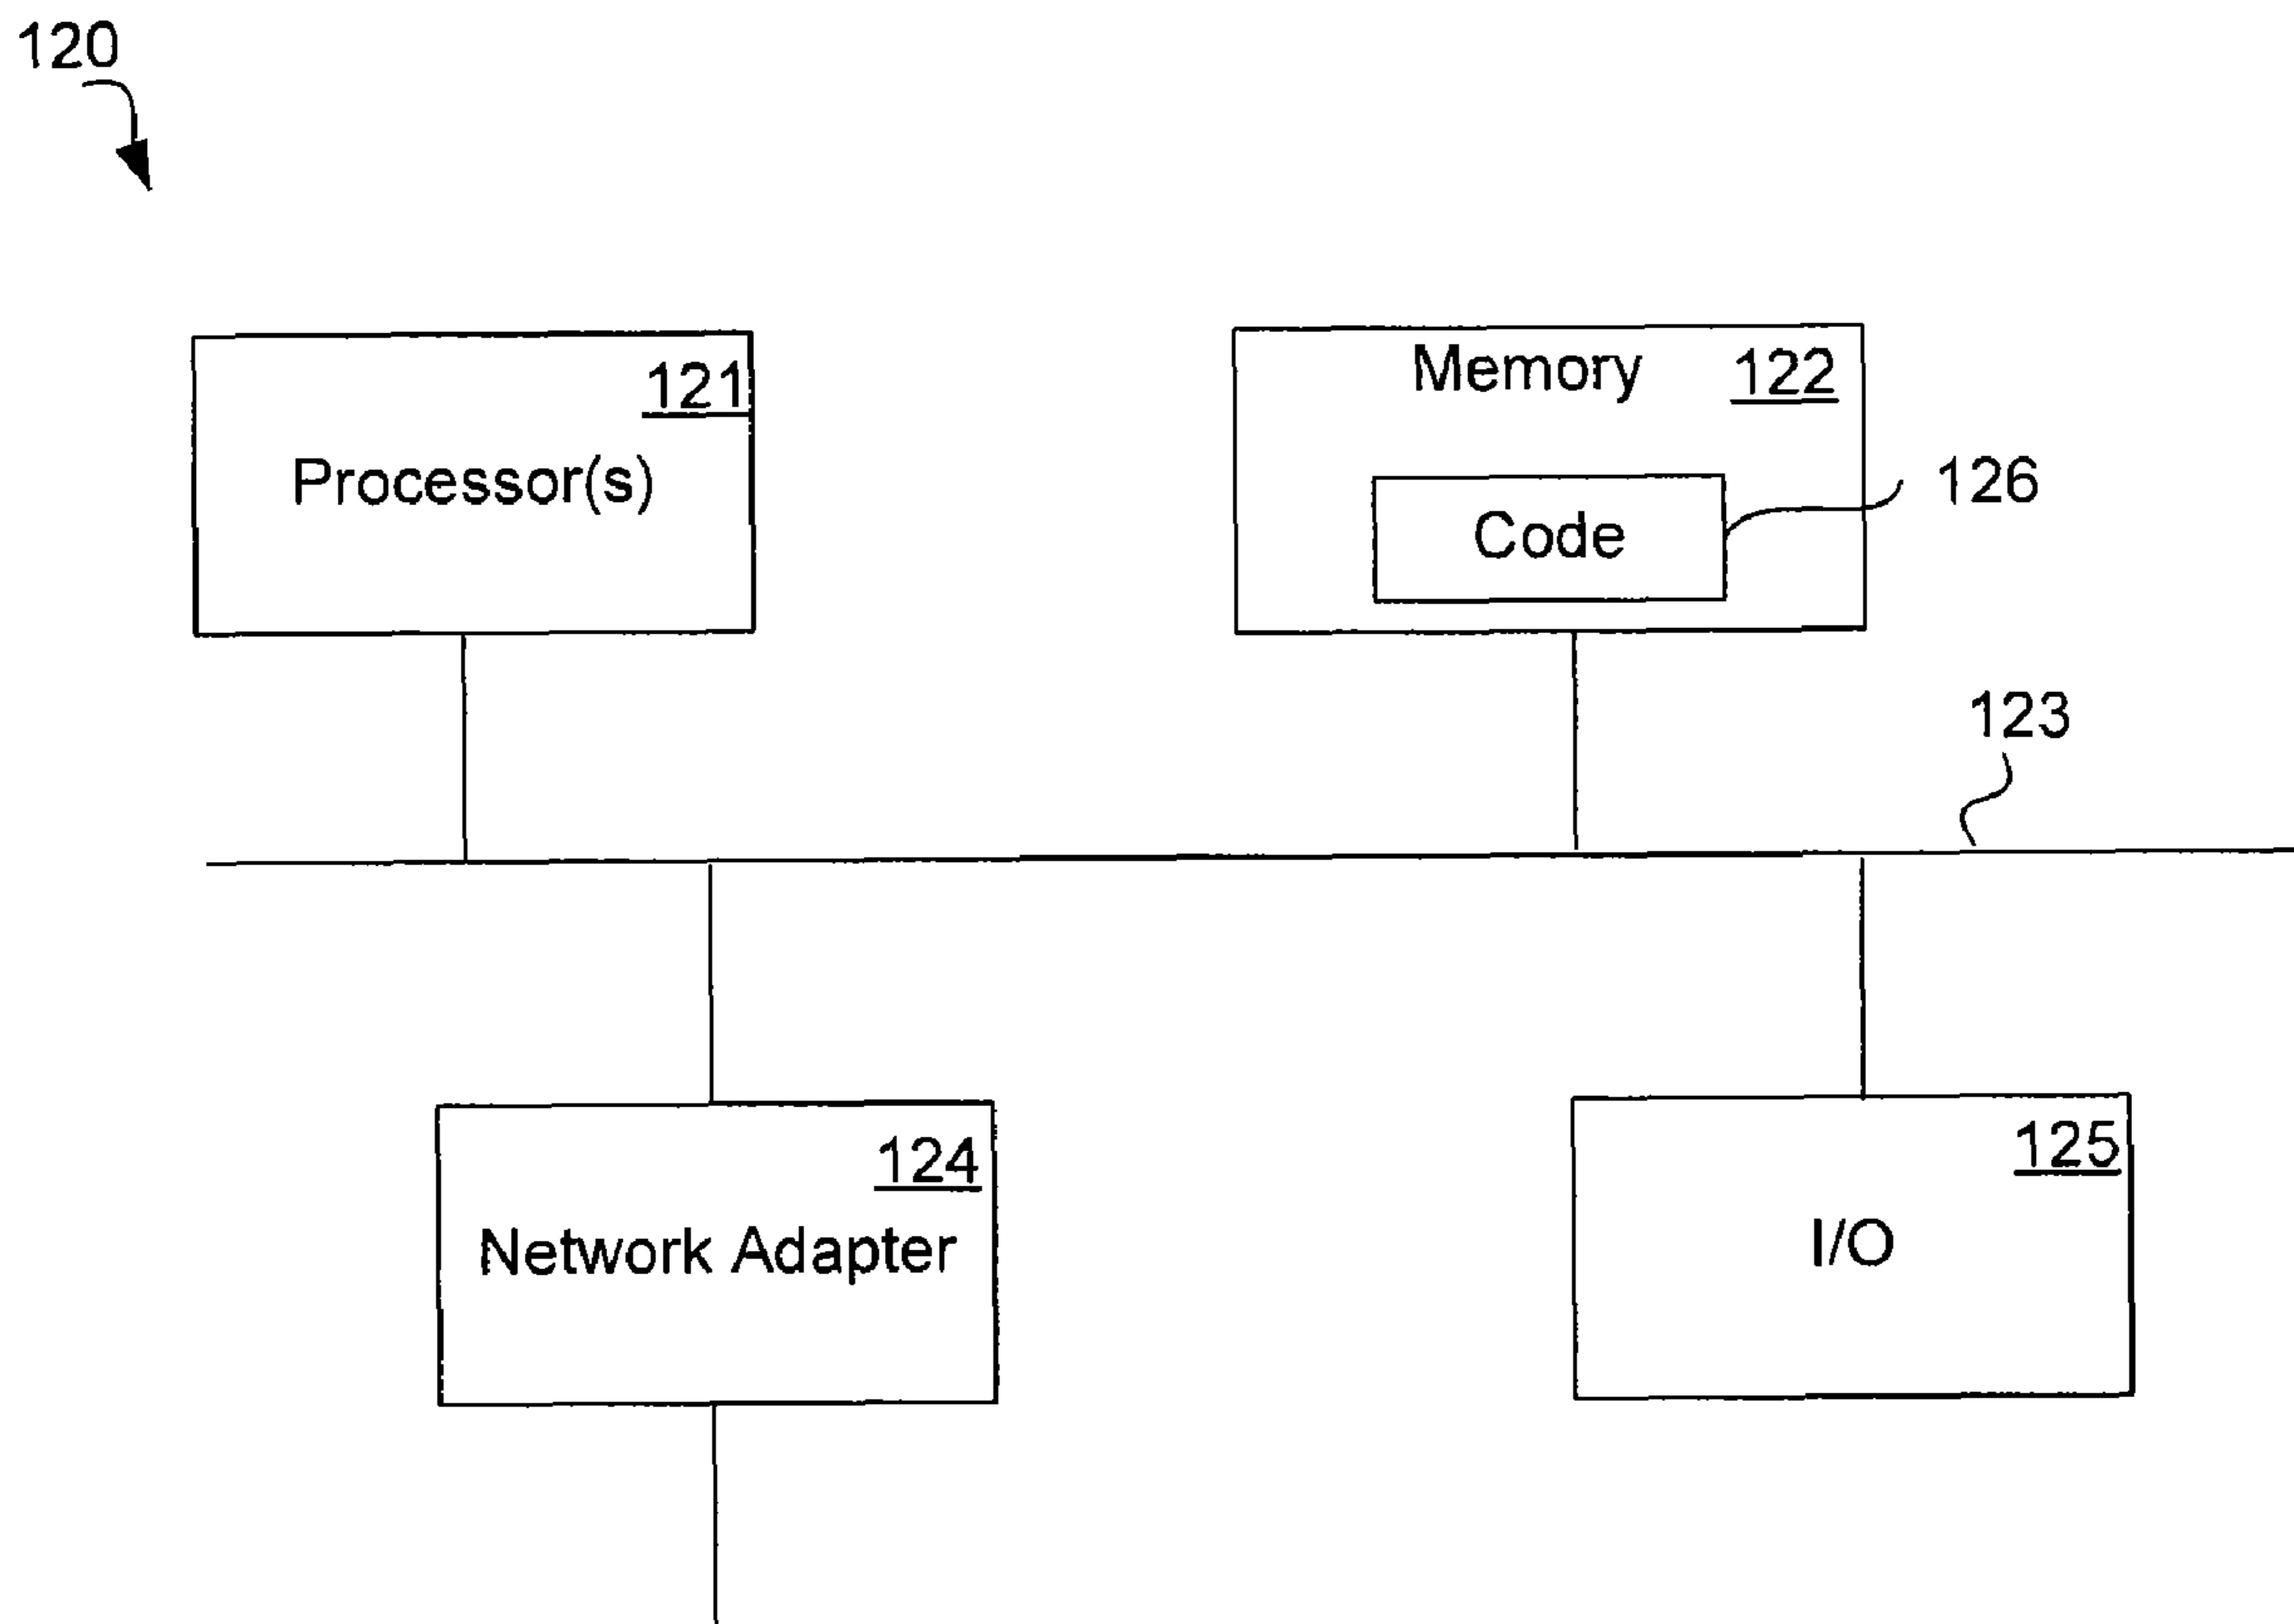 120
121
Processor(s)
Memory 122
Code
126
123
124
Network Adapter
125
I/O